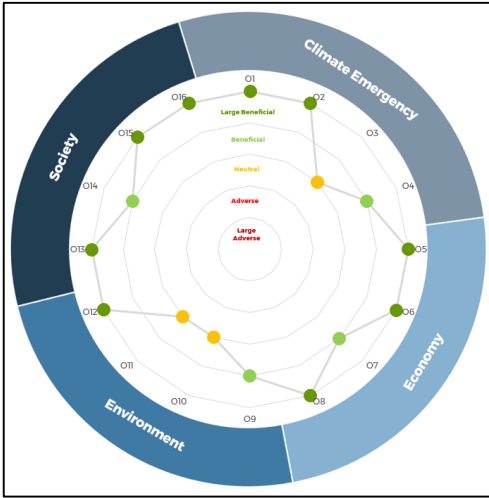 Society
Climate Emergency
Economy
Environment
O1
O2
O3
O4
O5
O6
O7
O8
O9
O10
O11
O12
O13
O14
O15
O16
Large Beneficial
Beneficial
Neutral
Adverse
Large
Adverse